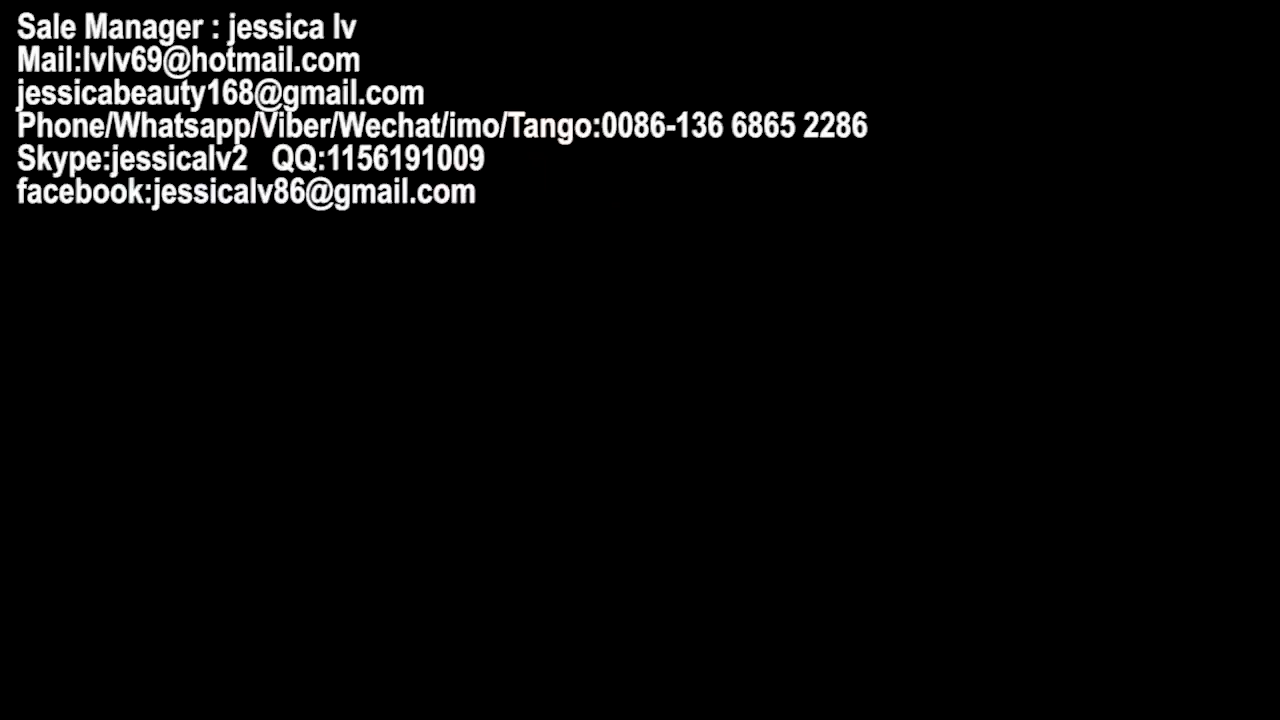 Sale Manager : jessica lv
Mail:lvlv69@hotmail.com
jessicabeauty168@gmail.com
Phone/Whatsapp/Viber/Wechat/imo/Tango:0086-136 6865 2286
Skype:jessicalv2   QQ:1156191009
facebook:jessicalv86@gmail.com